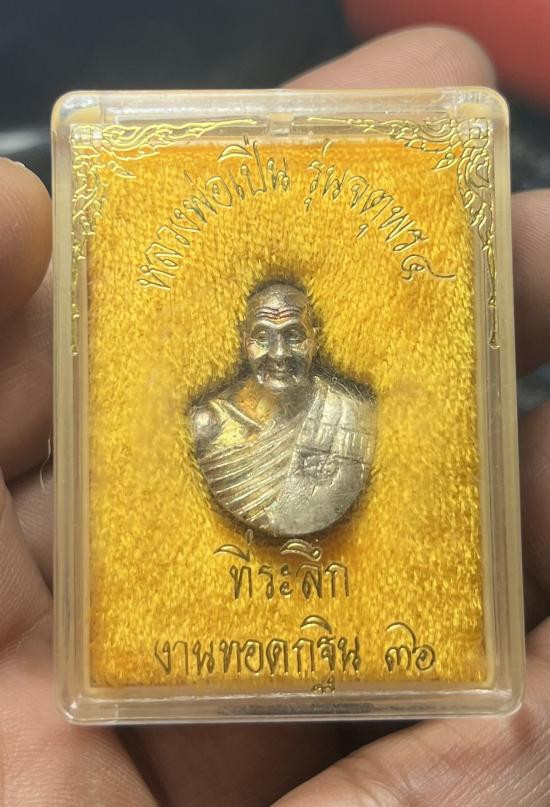 หลวงพ่อเปิ่น รุ่นจตุพร๔
ที่ระลึก
งานทอดกฐิน ๓๖